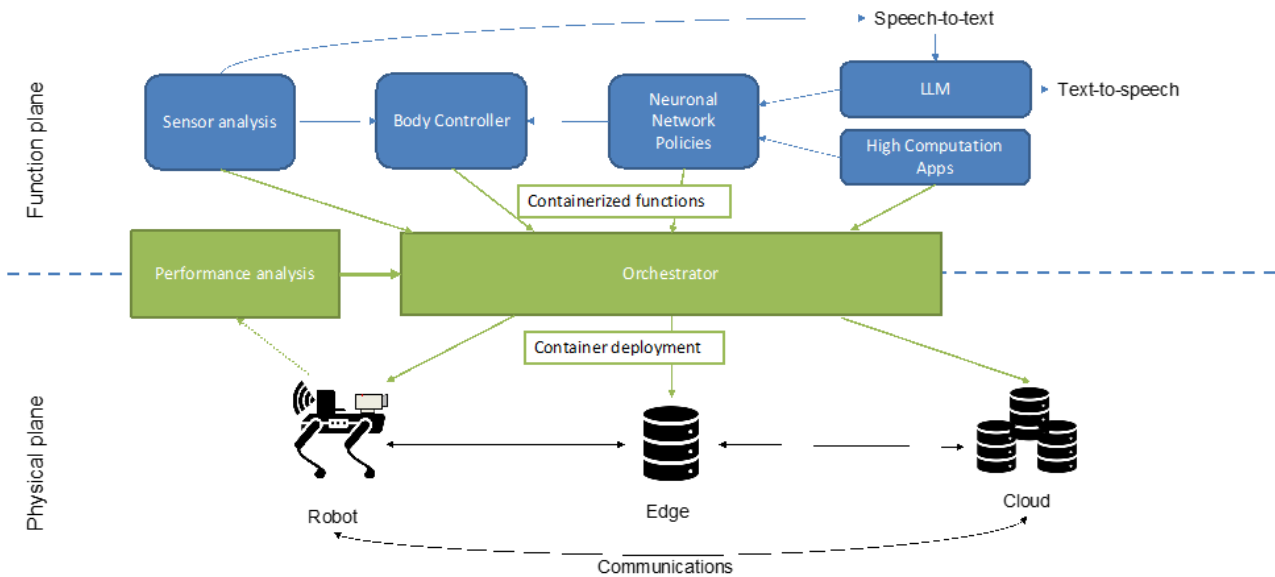 Speech-to-text
Function plane
Sensor analysis
Body Controller
Neuronal
Network
Policies
LLM
Text-to-speech
High Computation
Apps
Containerized functions
Performance analysis
Orchestrator
Container deployment
Physical plane
Robot
Edge
Cloud
Communications